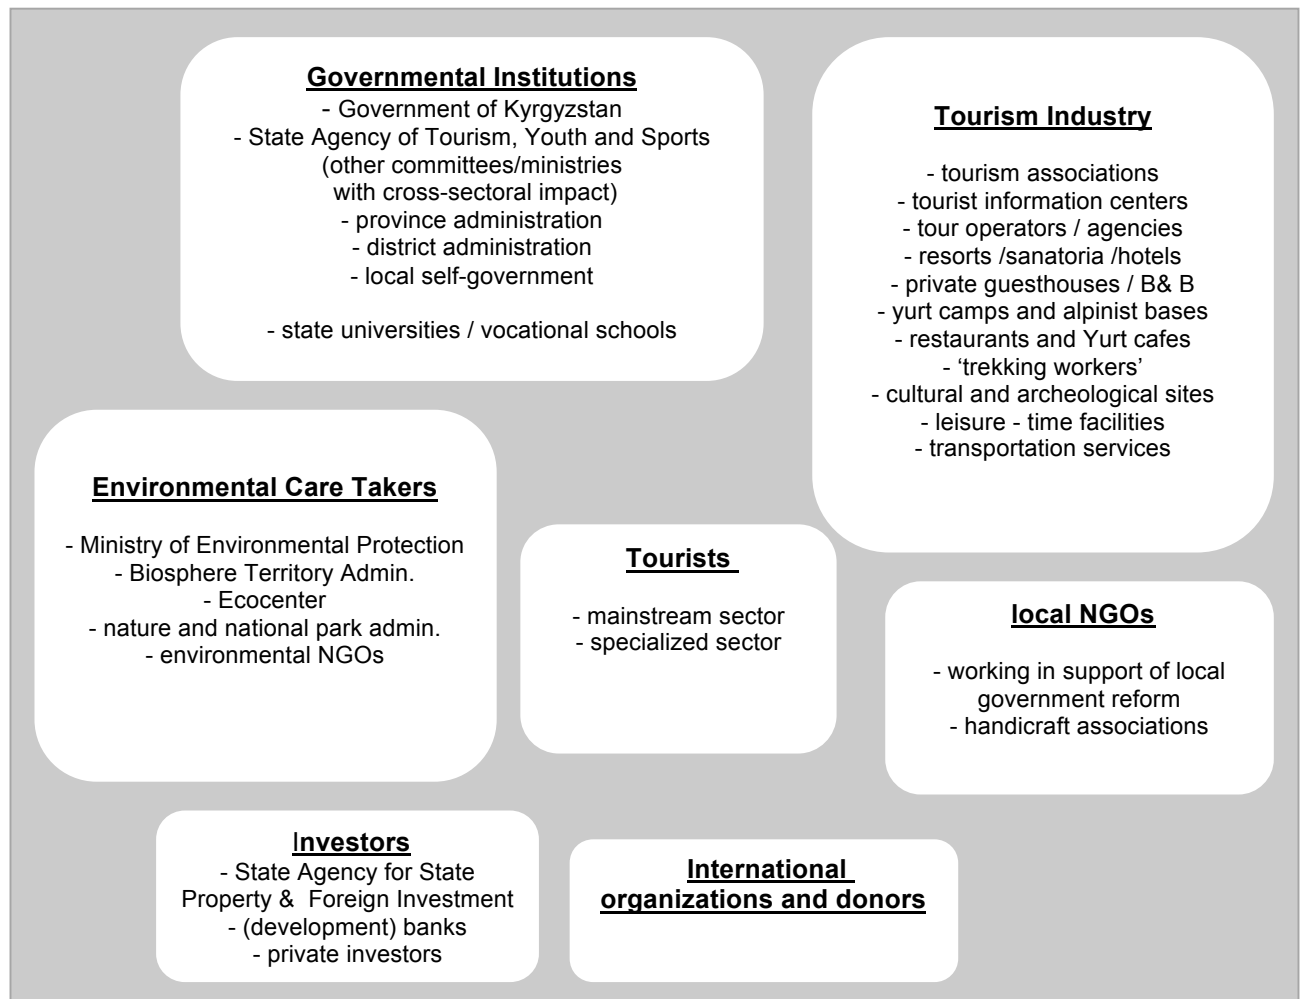 Governmental Institutions
- Government of Kyrgyzstan
- State Agency of Tourism, Youth and Sports
(other committees/ministries
with cross-sectoral impact)
- province administration
- district administration
- local self-government
- state universities / vocational schools
Tourism Industry
- tourism associations
- tourist information centers
- tour operators / agencies
- resorts /sanatoria /hotels
- private guesthouses / B& B
- yurt camps and alpinist bases
- restaurants and Yurt cafes
- ‘trekking workers’
- cultural and archeological sites
- leisure - time facilities
- transportation services
Environmental Care Takers
- Ministry of Environmental Protection
- Biosphere Territory Admin.
- Ecocenter
- nature and national park admin.
- environmental NGOs
Tourists
- mainstream sector
- specialized sector
local NGOs
- working in support of local
government reform
- handicraft associations
Investors
- State Agency for State
Property & Foreign Investment
- (development) banks
- private investors
International
organizations and donors